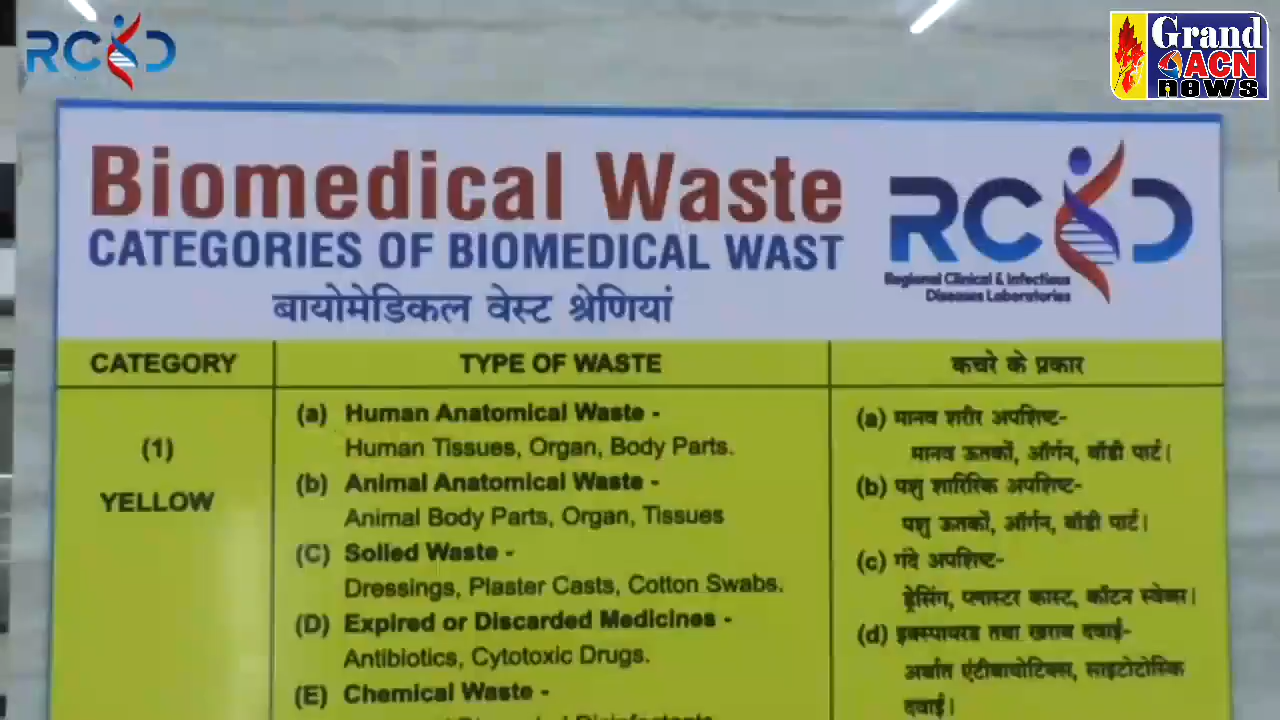 RCID
Grand
ACN
news
Biomedical Waste
CATEGORIES OF BIOMEDICAL WAST
बायोमेडिकल वेस्ट श्रेणियां
RCID
Regional Clinical & Infectious
Diseases Laboratories
CATEGORY
TYPE OF WASTE
कचरे के प्रकार
(1)
YELLOW
(a) Human Anatomical Waste -
Human Tissues, Organ, Body Parts.
(b) Animal Anatomical Waste -
Animal Body Parts, Organ, Tissues
(C) Soiled Waste -
Dressings, Plaster Casts, Cotton Swabs.
(D) Expired or Discarded Medicines -
Antibiotics, Cytotoxic Drugs.
(E) Chemical Waste -
(a) मानव शरीर अपशिष्ट-
मानव ऊतकों, ऑर्गन, बॉडी पार्ट।
(b) पशु शारिरिक अपशिष्ट-
पशु ऊतकों, ऑर्गन, बॉडी पार्ट।
(c) गंदे अपशिष्ट-
ड्रेसिंग, प्लास्टर कास्ट, कॉटन स्वेब्स।
(d) इक्स्पायरड तथा खराब दवाई-
अर्थात एंटीबायोटिक्स, साइटोटोक्सिक
दवाई।